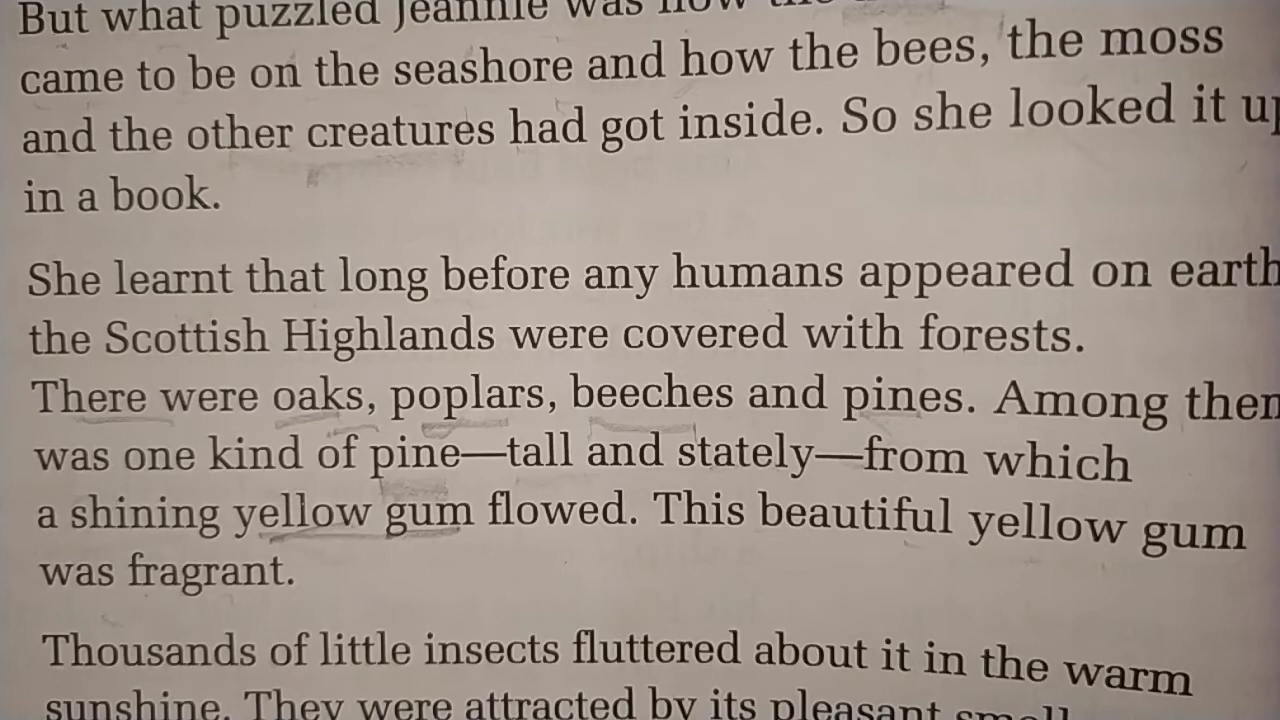 But what puzzled Jeannie was how the
came to be on the seashore and how the bees, the moss
and the other creatures had got inside. So she looked it up
in a book.
She learnt that long before any humans appeared on earth
the Scottish Highlands were covered with forests.
There were oaks, poplars, beeches and pines. Among them
was one kind of pine—tall and stately—from which
a shining yellow gum flowed. This beautiful yellow gum
was fragrant.
Thousands of little insects fluttered about it in the warm
sunshine. They were attracted by its pleasant smell